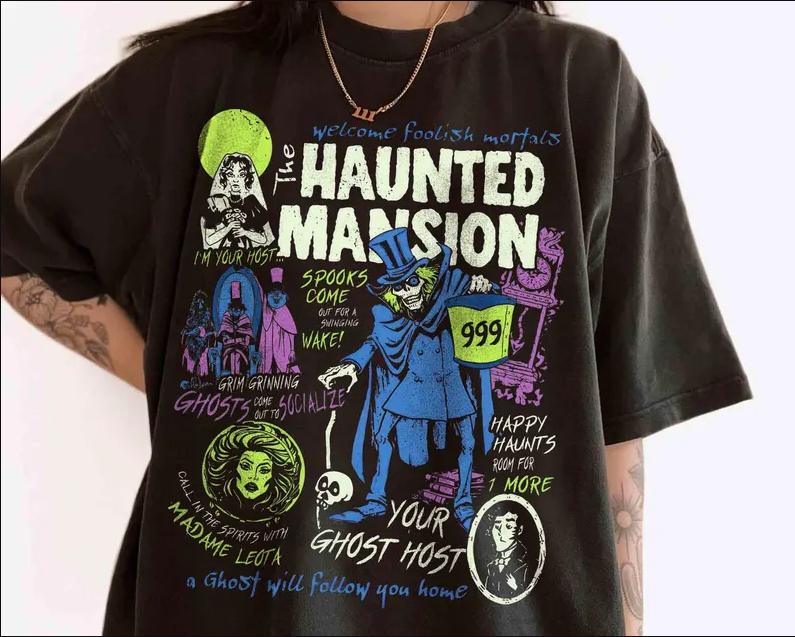 welcome foolish mortals
The
HAUNTED
MANSION
I'M YOUR HOST...
SPOOKS
COME
OUT FOR A
SWINGING
WAKE!
999
GRIM GRINNING
GHOSTS COME OUT TO SOCIALIZE
HAPPY
HAUNTS
ROOM FOR
1 MORE
CALL IN THE SPIRITS WITH
MADAME LEOTA
YOUR
GHOST HOST
a Ghost will follow you home